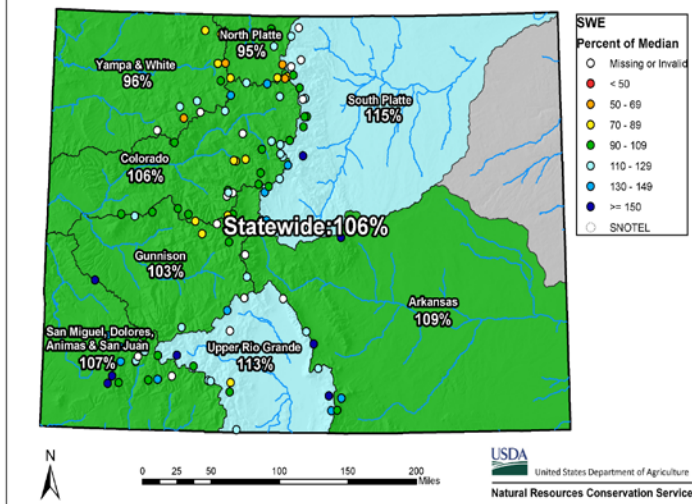 North Platte
95%
Yampa & White
96%
South Platte
115%
Colorado
106%
Statewide:106%
Gunnison
103%
Arkansas
109%
San Miguel, Dolores,
Animas & San Juan
107%
Upper Rio Grande
113%
SWE
Percent of Median
Missing or Invalid
< 50
50 - 69
70 - 89
90 - 109
110 - 129
130 - 149
>= 150
SNOTEL
N
0 25 50 100 150 200
Miles
USDA
United States Department of Agriculture
Natural Resources Conservation Service